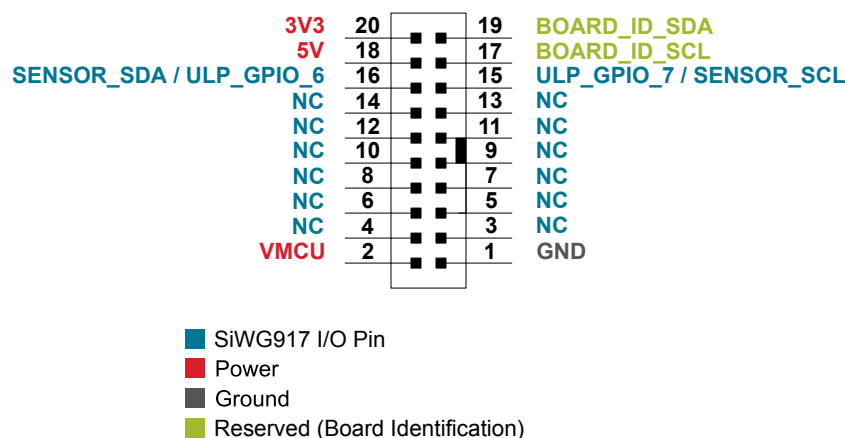 3V3 20 19 BOARD_ID_SDA
5V 18 17 BOARD_ID_SCL
SENSOR_SDA / ULP_GPIO_6 16 15 ULP_GPIO_7 / SENSOR_SCL
NC 14 13 NC
NC 12 11 NC
NC 10 9 NC
NC 8 7 NC
NC 6 5 NC
NC 4 3 NC
VMCU 2 1 GND
SiWG917 I/O Pin
Power
Ground
Reserved (Board Identification)